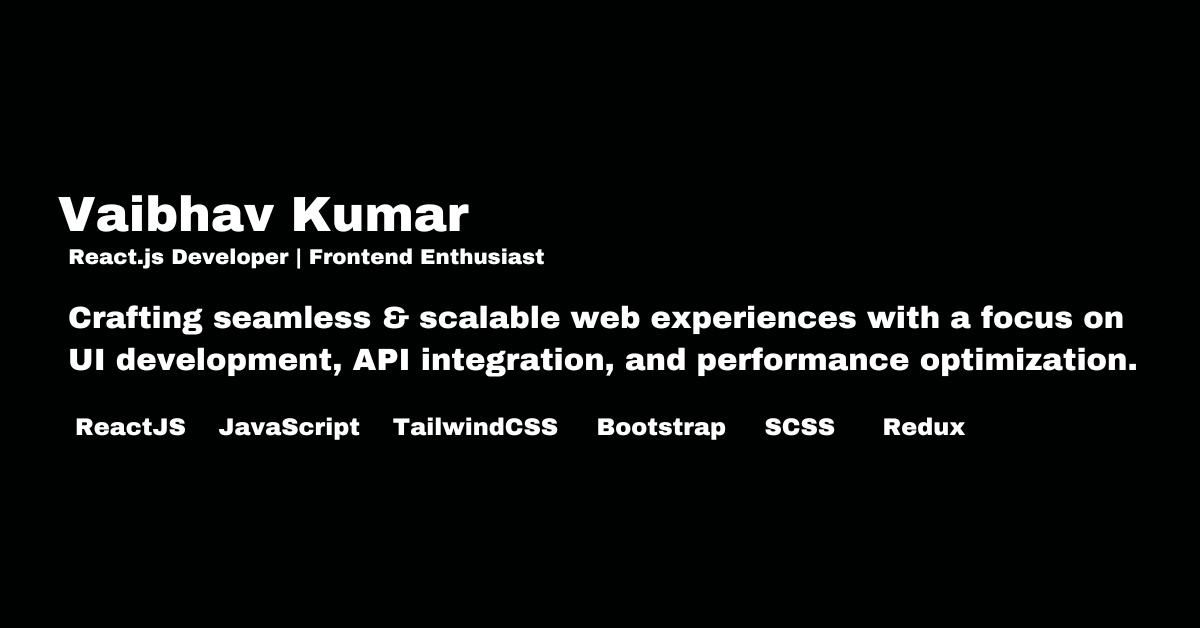 Vaibhav Kumar
React.js Developer | Frontend Enthusiast
Crafting seamless & scalable web experiences with a focus on
UI development, API integration, and performance optimization.
ReactJS JavaScript TailwindCSS Bootstrap SCSS Redux